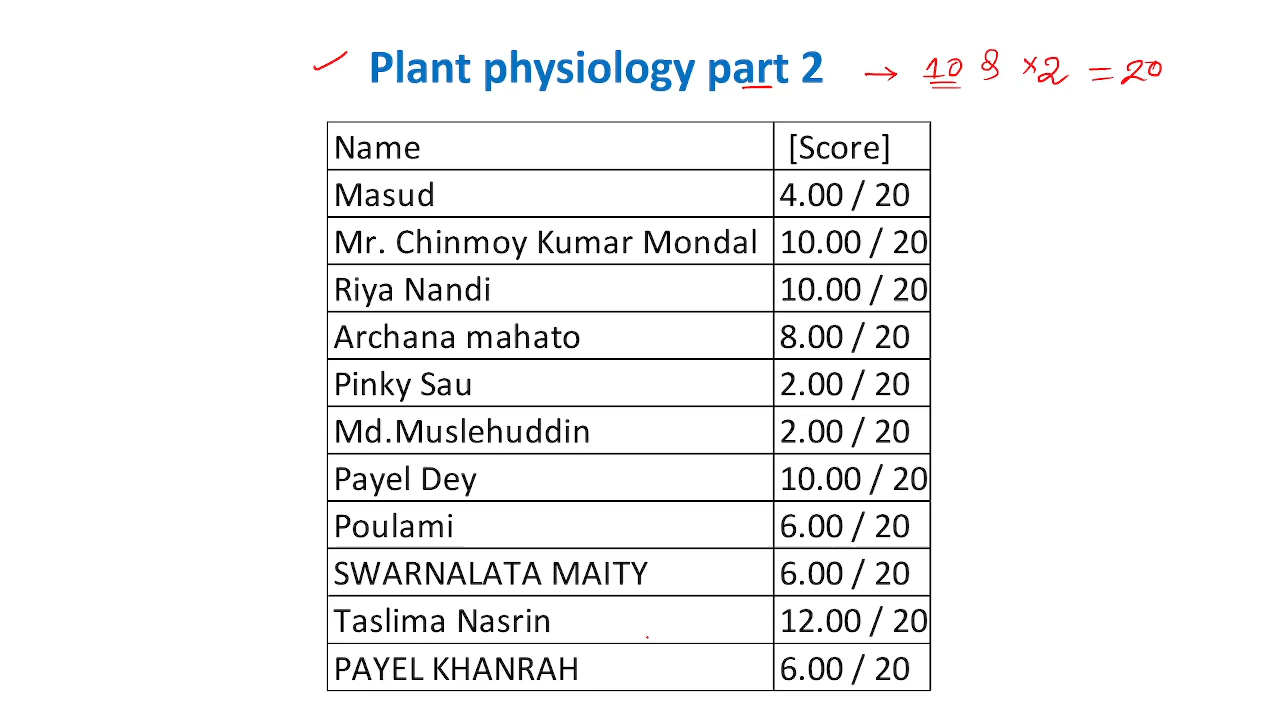 Plant physiology part 2 → 10 × 2 = 20
Name [Score]
Masud 4.00 / 20
Mr. Chinmoy Kumar Mondal 10.00 / 20
Riya Nandi 10.00 / 20
Archana mahato 8.00 / 20
Pinky Sau 2.00 / 20
Md.Muslehuddin 2.00 / 20
Payel Dey 10.00 / 20
Poulami 6.00 / 20
SWARNALATA MAITY 6.00 / 20
Taslima Nasrin 12.00 / 20
PAYEL KHANRAH 6.00 / 20